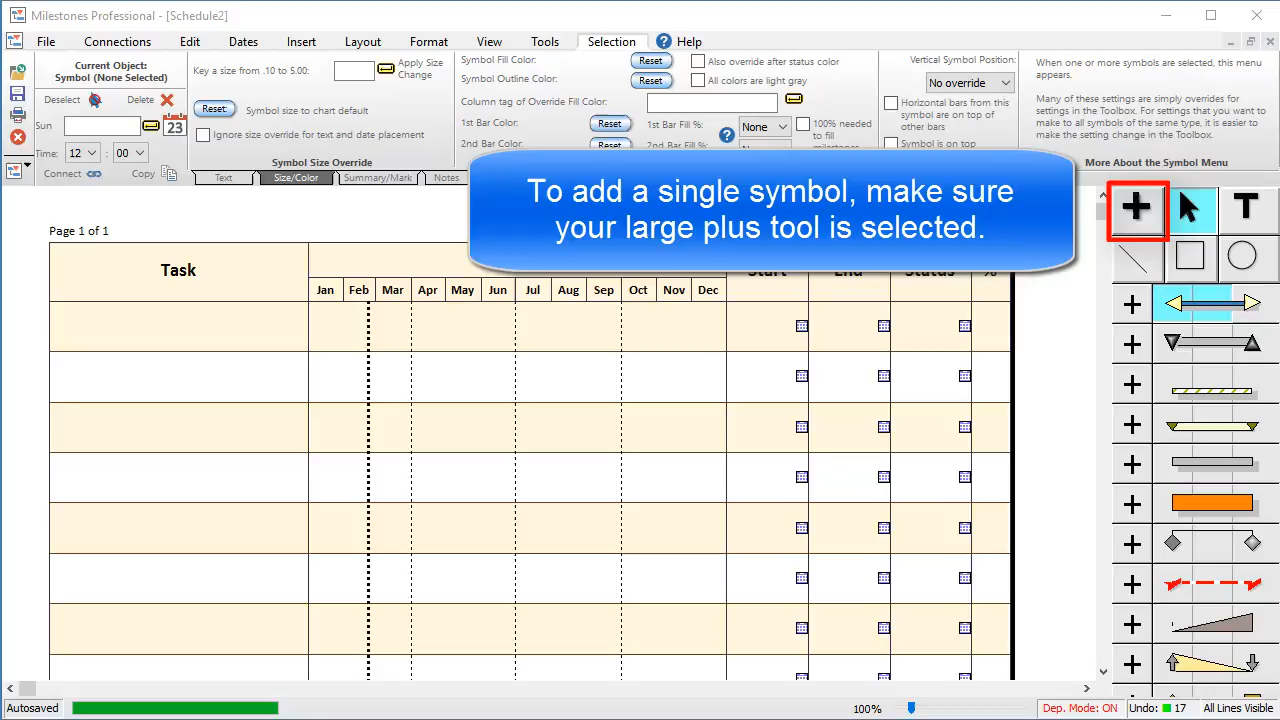 Milestones Professional - [Schedule2]
File Connections Edit Dates Insert Layout Format View Tools Selection ? Help
Current Object:
Symbol (None Selected)
Deselect Delete
Sun 23
Time: 12 : 00
Connect Copy
Key a size from .10 to 5.00: Apply Size
Change
Reset Symbol size to chart default
Ignore size override for text and date placement
Symbol Size Override
Text Size/Color Summary/Mark Notes
Symbol Fill Color: Reset Also override after status color
Symbol Outline Color: Reset All colors are light gray
Column tag of Override Fill Color:
1st Bar Color: Reset 1st Bar Fill % ? None 100% needed
to fill
milestones
2nd Bar Color: Reset 2nd Bar Fill %:
Vertical Symbol Position:
No override
Horizontal bars from this
symbol are on top of
other bars
Symbol is on top
When one or more symbols are selected, this menu
appears.
Many of these settings are simply overrides for
settings in the Toolbox. For settings that you want
to make to all symbols of the same type, it is easier to
make the setting change in the Toolbox.
More About the Symbol Menu
To add a single symbol, make sure
your large plus tool is selected.
T
Page 1 of 1
Task Start End Status %
Jan Feb Mar Apr May Jun Jul Aug Sep Oct Nov Dec
Autosaved 100% Dep. Mode: ON Undo: 17 All Lines Visible